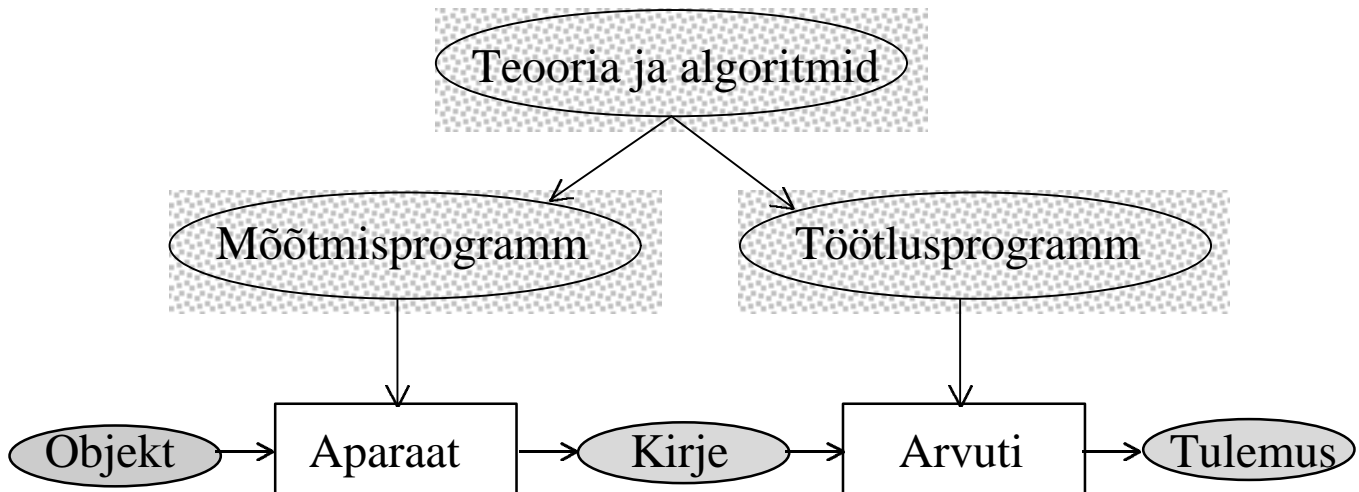 Teooria ja algoritmid
Mõõtmisprogramm
Töötlusprogramm
Objekt
Aparaat
Kirje
Arvuti
Tulemus